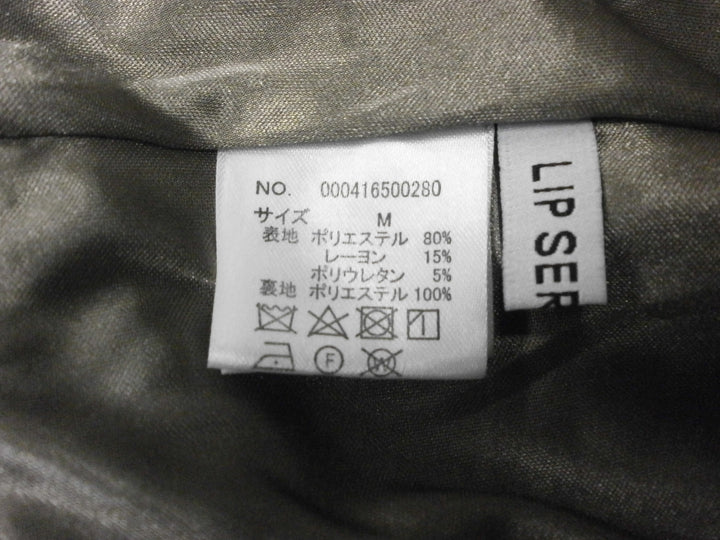 NO. 000416500280
サイズ M
表地 ポリエステル 80%
レーヨン 15%
ポリウレタン 5%
裏地 ポリエステル 100%
F
W
LIP SER